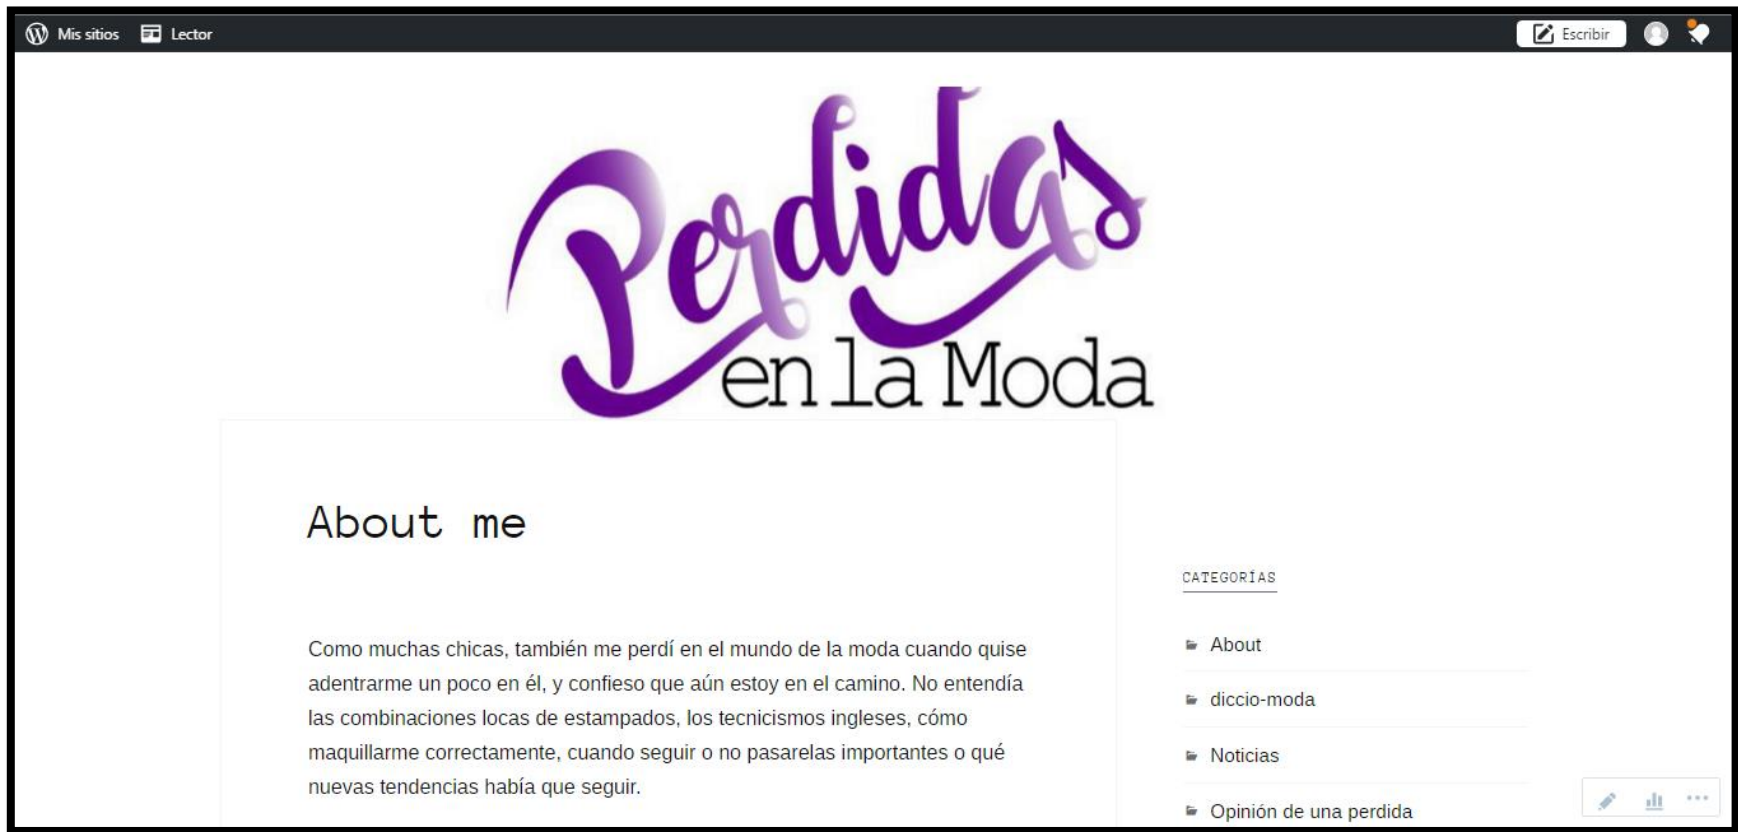 Mis sitios
Lector
Escribir
Perdidas
en la Moda
About me
Como muchas chicas, también me perdí en el mundo de la moda cuando quise
adentrarme un poco en él, y confieso que aún estoy en el camino. No entendía
las combinaciones locas de estampados, los tecnicismos ingleses, cómo
maquillarme correctamente, cuando seguir o no pasarelas importantes o qué
nuevas tendencias había que seguir.
CATEGORÍAS
About
diccio-moda
Noticias
Opinión de una perdida